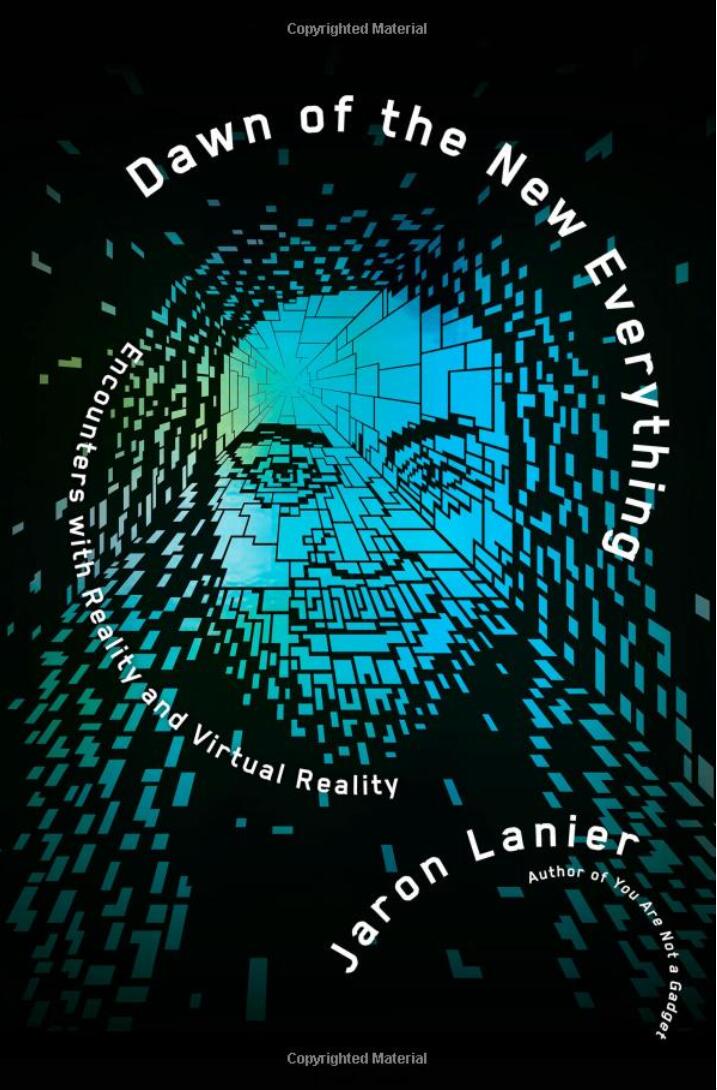 Copyrighted Material
Dawn of the New Everything
Encounters with Reality and Virtual Reality
Jaron Lanier
Author of You Are Not a Gadget
Copyrighted Material